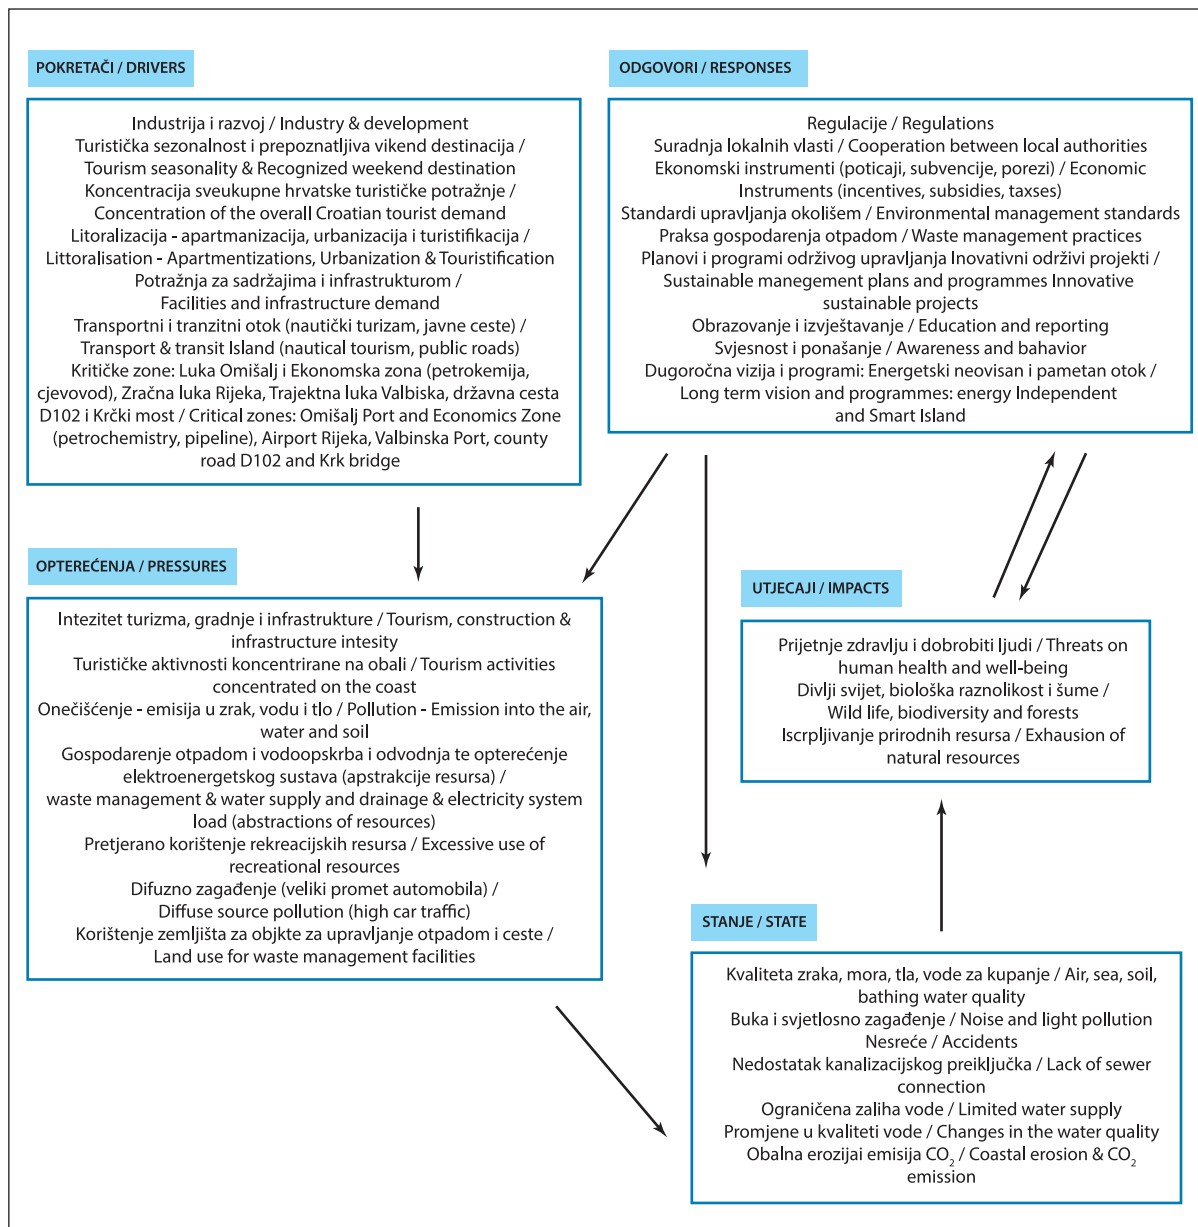 POKRETAČI / DRIVERS
Industrija i razvoj / Industry & development
Turistička sezonalnost i prepoznatljiva vikend destinacija /
Tourism seasonality & Recognized weekend destination
Koncentracija sveukupne hrvatske turističke potražnje /
Concentration of the overall Croatian tourist demand
Litoralizacija - apartmanizacija, urbanizacija i turistifikacija /
Littoralisation - Apartmentizations, Urbanization & Touristification
Potražnja za sadržajima i infrastrukturom /
Facilities and infrastructure demand
Transportni i tranzitni otok (nautički turizam, javne ceste) /
Transport & transit Island (nautical tourism, public roads)
Kritičke zone: Luka Omišalj i Ekonomska zona (petrokemija,
cjevovod), Zračna luka Rijeka, Trajektna luka Valbiska, državna cesta
D102 i Krčki most / Critical zones: Omišalj Port and Economics Zone
(petrochemistry, pipeline), Airport Rijeka, Valbinska Port, county
road D102 and Krk bridge
ODGOVORI / RESPONSES
Regulacije / Regulations
Suradnja lokalnih vlasti / Cooperation between local authorities
Ekonomski instrumenti (poticaji, subvencije, porezi) / Economic
Instruments (incentives, subsidies, taxses)
Standardi upravljanja okolišem / Environmental management standards
Praksa gospodarenja otpadom / Waste management practices
Planovi i programi održivog upravljanja Inovativni održivi projekti /
Sustainable manegement plans and programmes Innovative
sustainable projects
Obrazovanje i izvještavanje / Education and reporting
Svjesnost i ponašanje / Awareness and bahavior
Dugoročna vizija i programi: Energetski neovisan i pametan otok /
Long term vision and programmes: energy Independent
and Smart Island
OPTEREĆENJA / PRESSURES
Intezitet turizma, gradnje i infrastrukture / Tourism, construction &
infrastructure intesity
Turističke aktivnosti koncentrirane na obali / Tourism activities
concentrated on the coast
Onečišćenje - emisija u zrak, vodu i tlo / Pollution - Emission into the air,
water and soil
Gospodarenje otpadom i vodoopskrba i odvodnja te opterećenje
elektroenergetskog sustava (apstrakcije resursa) /
waste management & water supply and drainage & electricity system
load (abstractions of resources)
Pretjerano korištenje rekreacijskih resursa / Excessive use of
recreational resources
Difuzno zagađenje (veliki promet automobila) /
Diffuse source pollution (high car traffic)
Korištenje zemljišta za objkte za upravljanje otpadom i ceste /
Land use for waste management facilities
UTJECAJI / IMPACTS
Prijetnje zdravlju i dobrobiti ljudi / Threats on
human health and well-being
Divlji svijet, biološka raznolikost i šume /
Wild life, biodiversity and forests
Iscrpljivanje prirodnih resursa / Exhausion of
natural resources
STANJE / STATE
Kvaliteta zraka, mora, tla, vode za kupanje / Air, sea, soil,
bathing water quality
Buka i svjetlosno zagađenje / Noise and light pollution
Nesreće / Accidents
Nedostatak kanalizacijskog preiključka / Lack of sewer
connection
Ograničena zaliha vode / Limited water supply
Promjene u kvaliteti vode / Changes in the water quality
Obalna erozijai emisija CO₂ / Coastal erosion & CO₂
emission